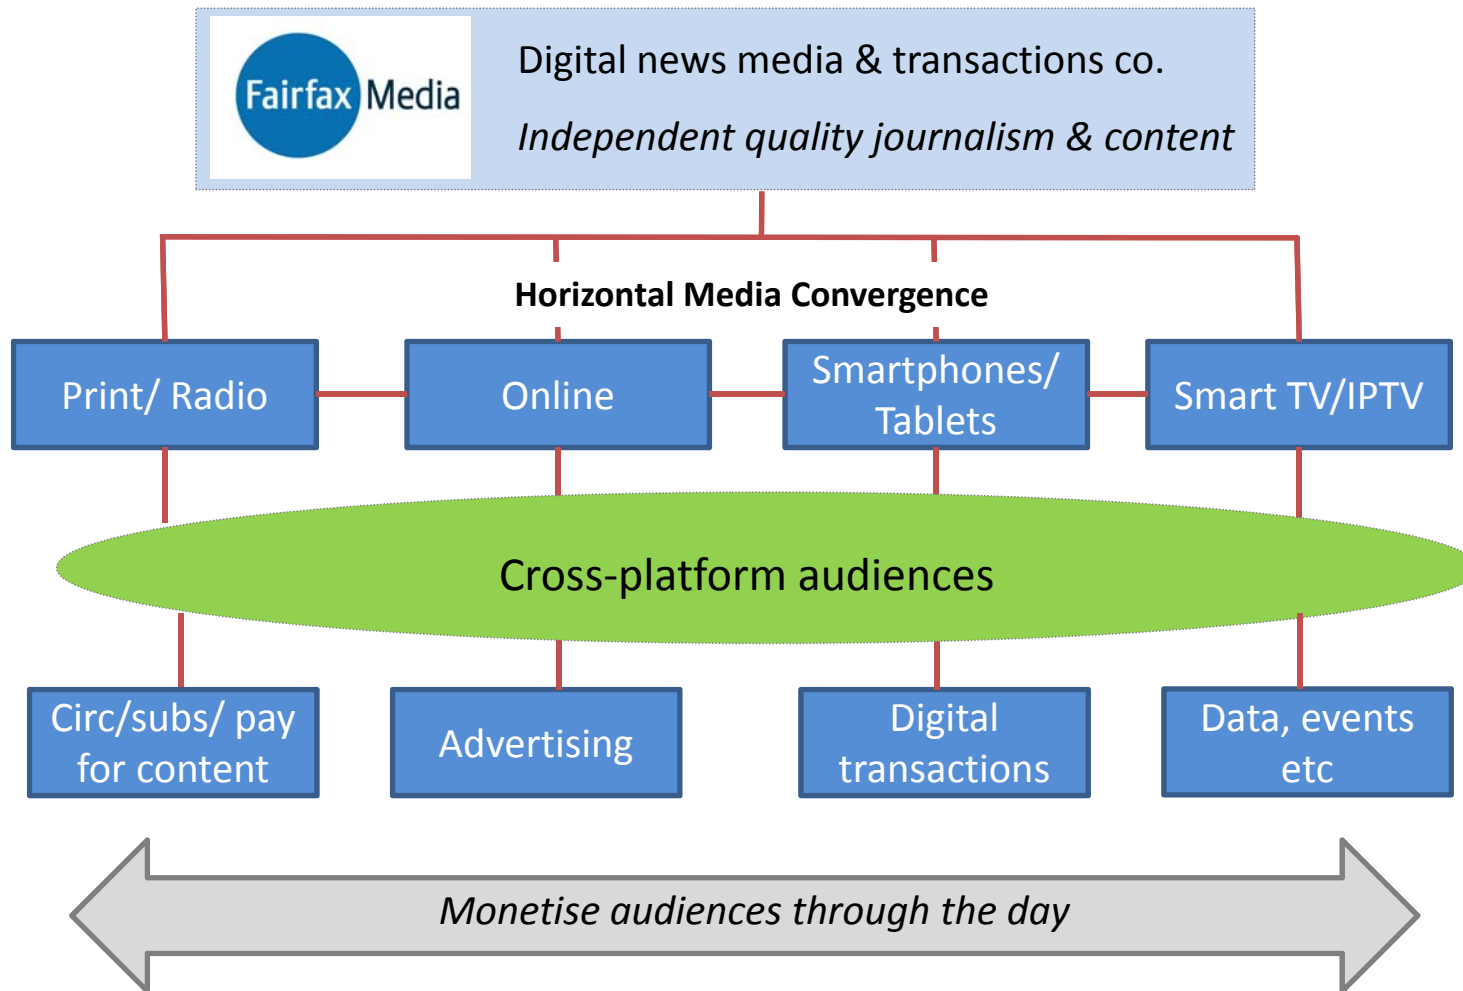 Fairfax Media
Digital news media & transactions co.
Independent quality journalism & content
Horizontal Media Convergence
Print/ Radio
Online
Smartphones/
Tablets
Smart TV/IPTV
Cross-platform audiences
Circ/subs/ pay
for content
Advertising
Digital
transactions
Data, events
etc
Monetise audiences through the day